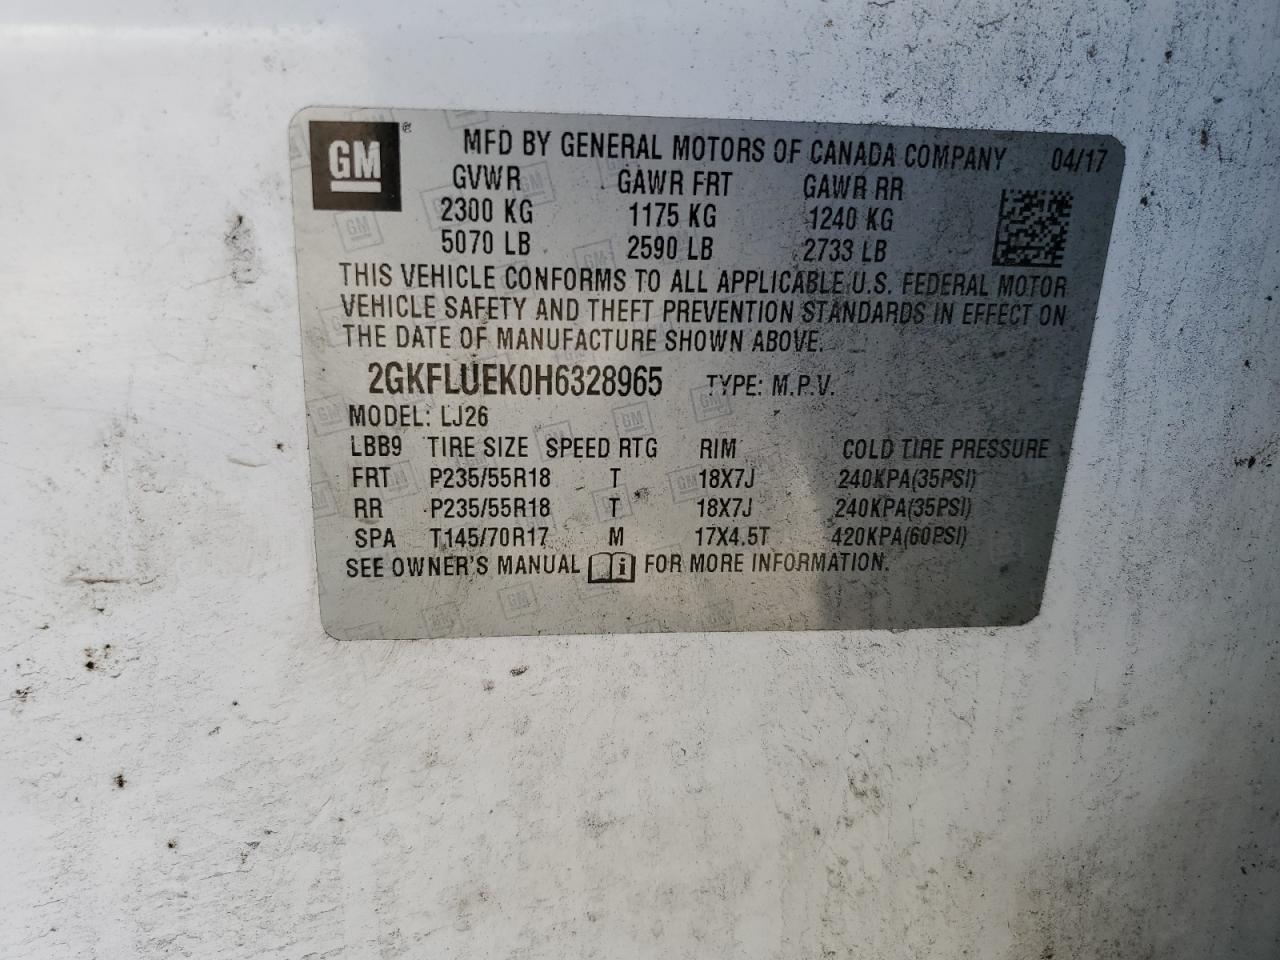 GM ® MFD BY GENERAL MOTORS OF CANADA COMPANY 04/17
GVWR GAWR FRT GAWR RR
2300 KG 1175 KG 1240 KG
5070 LB 2590 LB 2733 LB
THIS VEHICLE CONFORMS TO ALL APPLICABLE U.S. FEDERAL MOTOR
VEHICLE SAFETY AND THEFT PREVENTION STANDARDS IN EFFECT ON
THE DATE OF MANUFACTURE SHOWN ABOVE.
2GKFLUEK0H6328965 TYPE: M.P.V.
MODEL: LJ26
LBB9 TIRE SIZE SPEED RTG RIM COLD TIRE PRESSURE
FRT P235/55R18 T 18X7J 240KPA(35PSI)
RR P235/55R18 T 18X7J 240KPA(35PSI)
SPA T145/70R17 M 17X4.5T 420KPA(60PSI)
SEE OWNER'S MANUAL i FOR MORE INFORMATION.